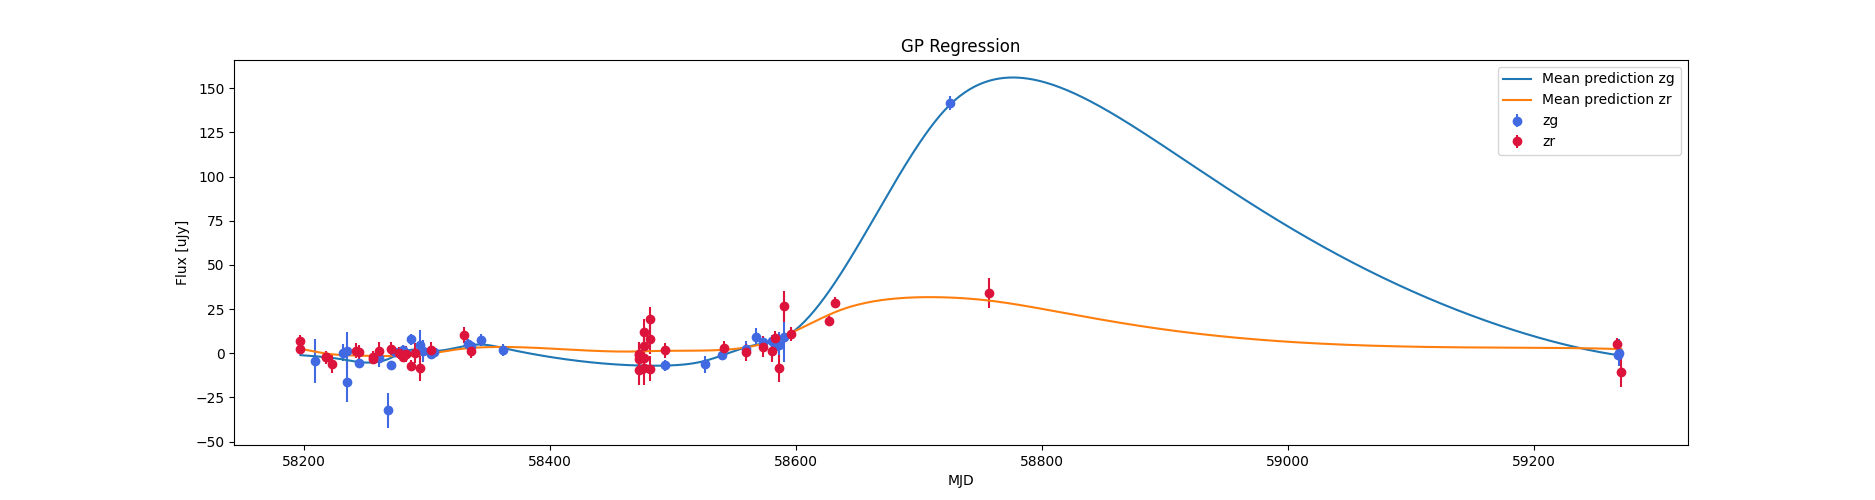 GP Regression
Mean prediction zg
Mean prediction zr
zg
zr
Flux [uJy]
150
125
100
75
50
25
0
−25
−50
58200
58400
58600
58800
59000
59200
MJD